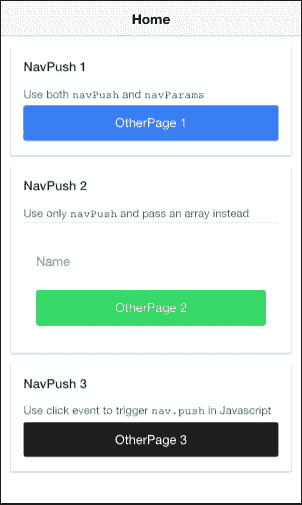 Home
NavPush 1
Use both navPush and navParams
OtherPage 1
NavPush 2
Use only navPush and pass an array instead
Name
OtherPage 2
NavPush 3
Use click event to trigger nav.push in Javascript
OtherPage 3